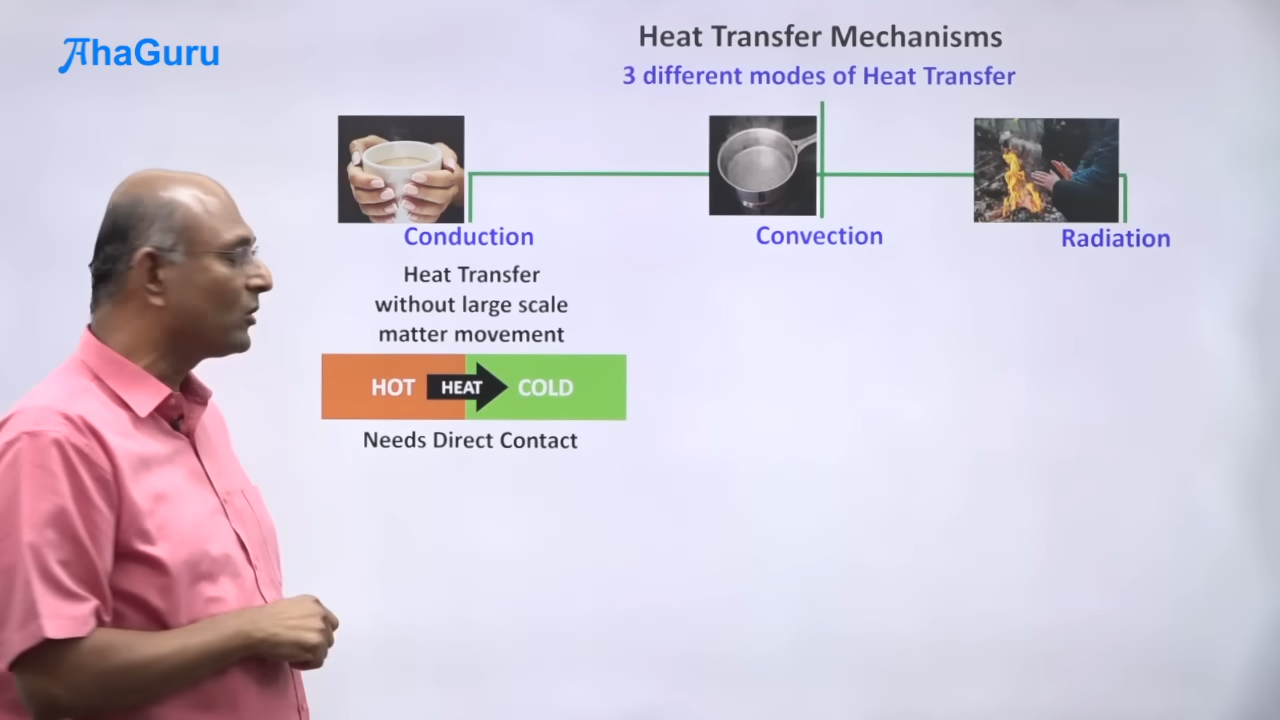 AhaGuru
Heat Transfer Mechanisms
3 different modes of Heat Transfer
Conduction
Convection
Radiation
Heat Transfer
without large scale
matter movement
HOT
HEAT
COLD
Needs Direct Contact